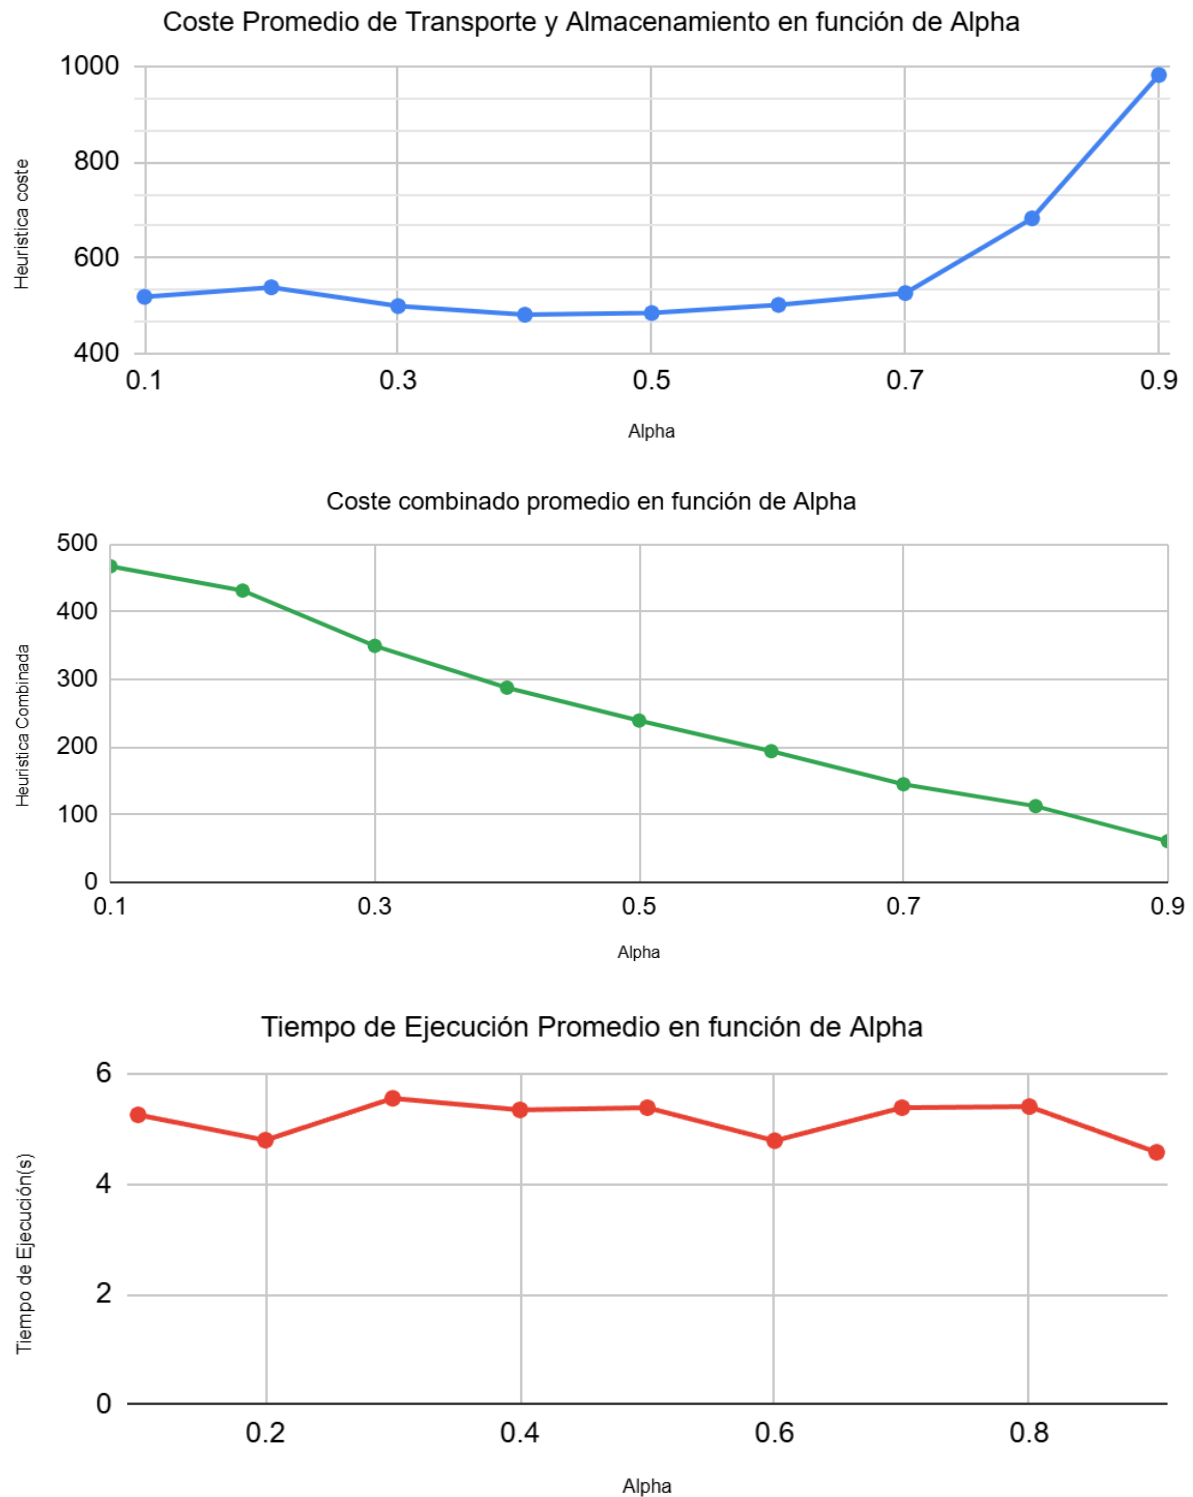 Coste Promedio de Transporte y Almacenamiento en función de Alpha
1000
800
600
400
Heuristica coste
0.1 0.3 0.5 0.7 0.9
Alpha
Coste combinado promedio en función de Alpha
500
400
300
200
100
0
Heuristica Combinada
0.1 0.3 0.5 0.7 0.9
Alpha
Tiempo de Ejecución Promedio en función de Alpha
6
4
2
0
Tiempo de Ejecución(s)
0.2 0.4 0.6 0.8
Alpha